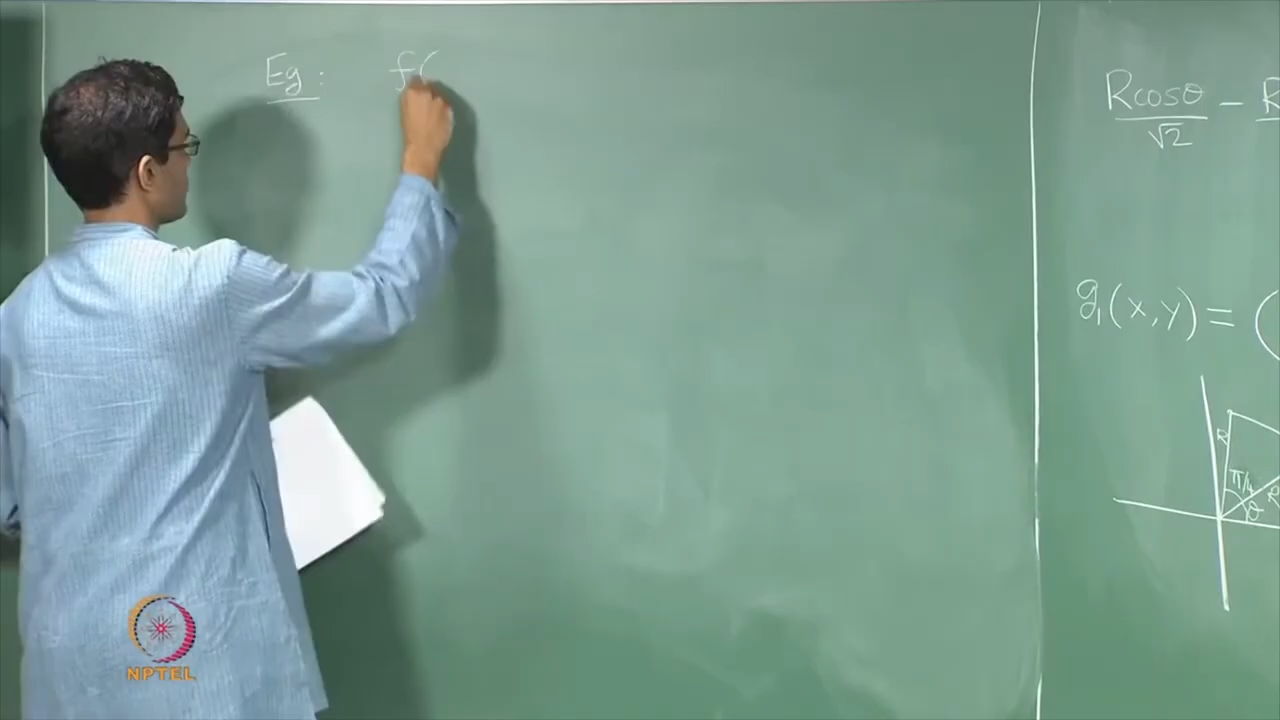 Eg : f(
Rcosθ/√2 - R
g₁(x,y) = (
R
π/4
θ
R
NPTEL